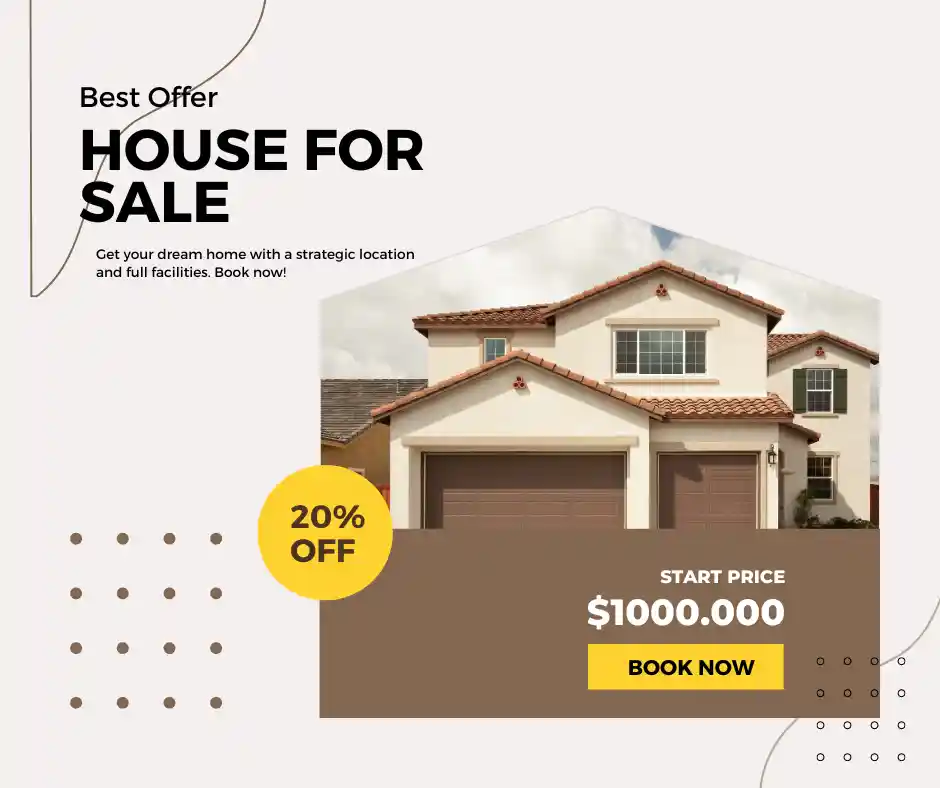 Best Offer
HOUSE FOR
SALE
Get your dream home with a strategic location
and full facilities. Book now!
20%
OFF
START PRICE
$1000.000
BOOK NOW